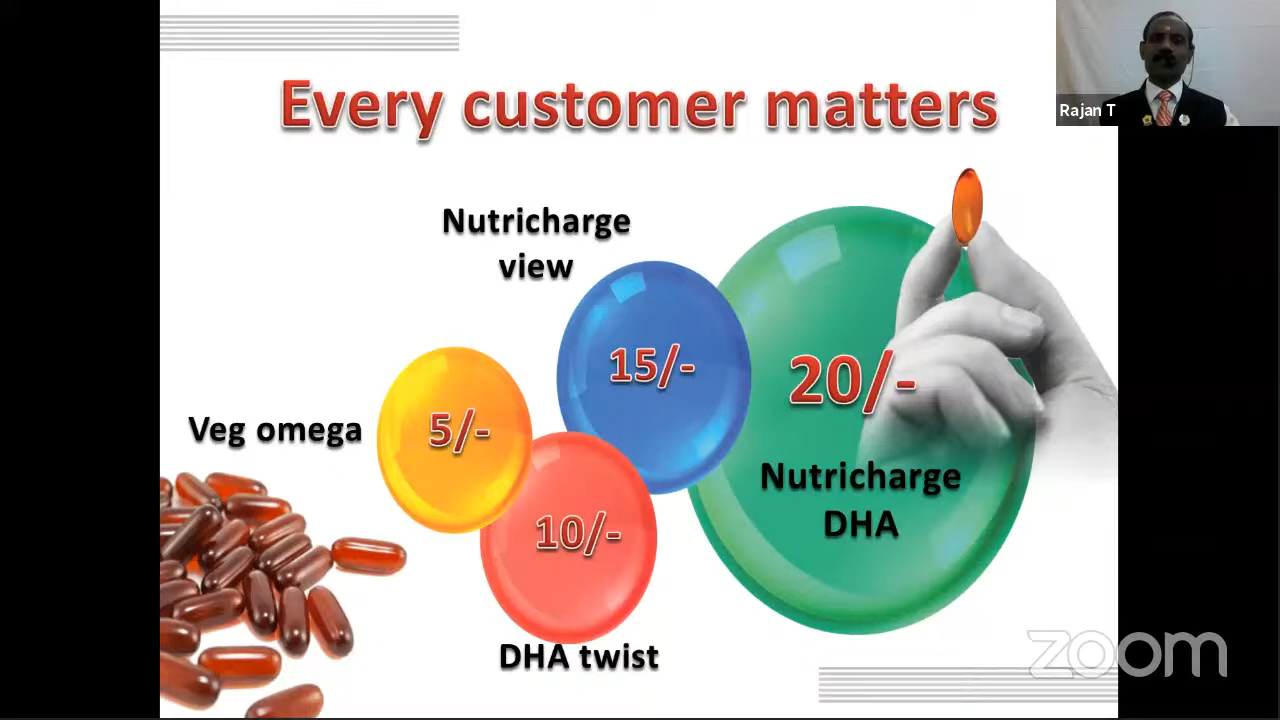 Every customer matters
Rajan T
Nutricharge
view
15/-
20/-
Veg omega
5/-
Nutricharge
DHA
10/-
DHA twist
zoom